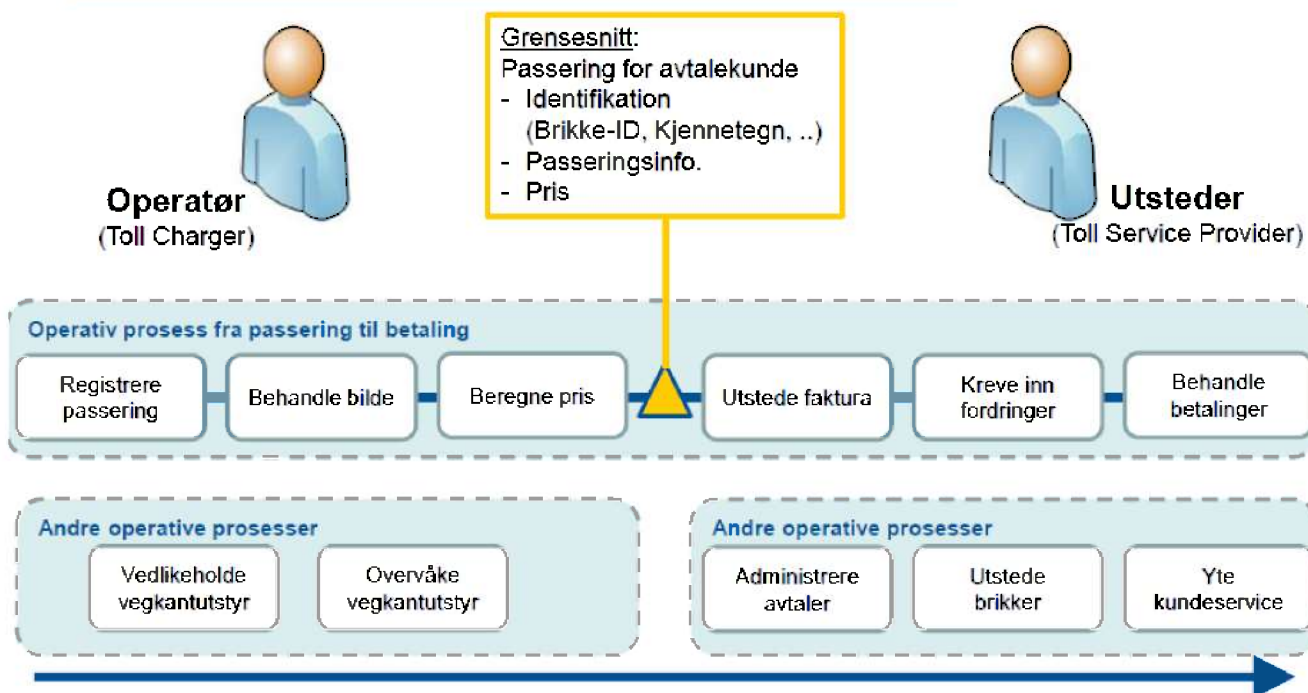 Grensesnitt:
Passering for avtalekunde
- Identifikation
(Brikke-ID, Kjennetegn, ..)
- Passeringsinfo.
- Pris
Operatør
(Toll Charger)
Utsteder
(Toll Service Provider)
Operativ prosess fra passering til betaling
Registrere
passering
Behandle bilde
Beregne pris
Utstede faktura
Kreve inn
fordringer
Behandle
betalinger
Andre operative prosesser
Vedlikeholde
vegkantutstyr
Overvåke
vegkantutstyr
Andre operative prosesser
Administrere
avtaler
Utstede
brikker
Yte
kundeservice